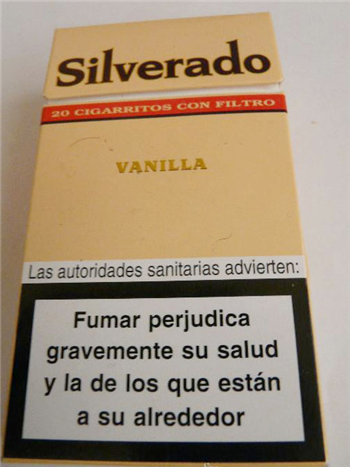 Silverado
20 CIGARRITOS CON FILTRO
VANILLA
Las autoridades sanitarias advierten:
Fumar perjudica
gravemente su salud
y la de los que están
a su alrededor